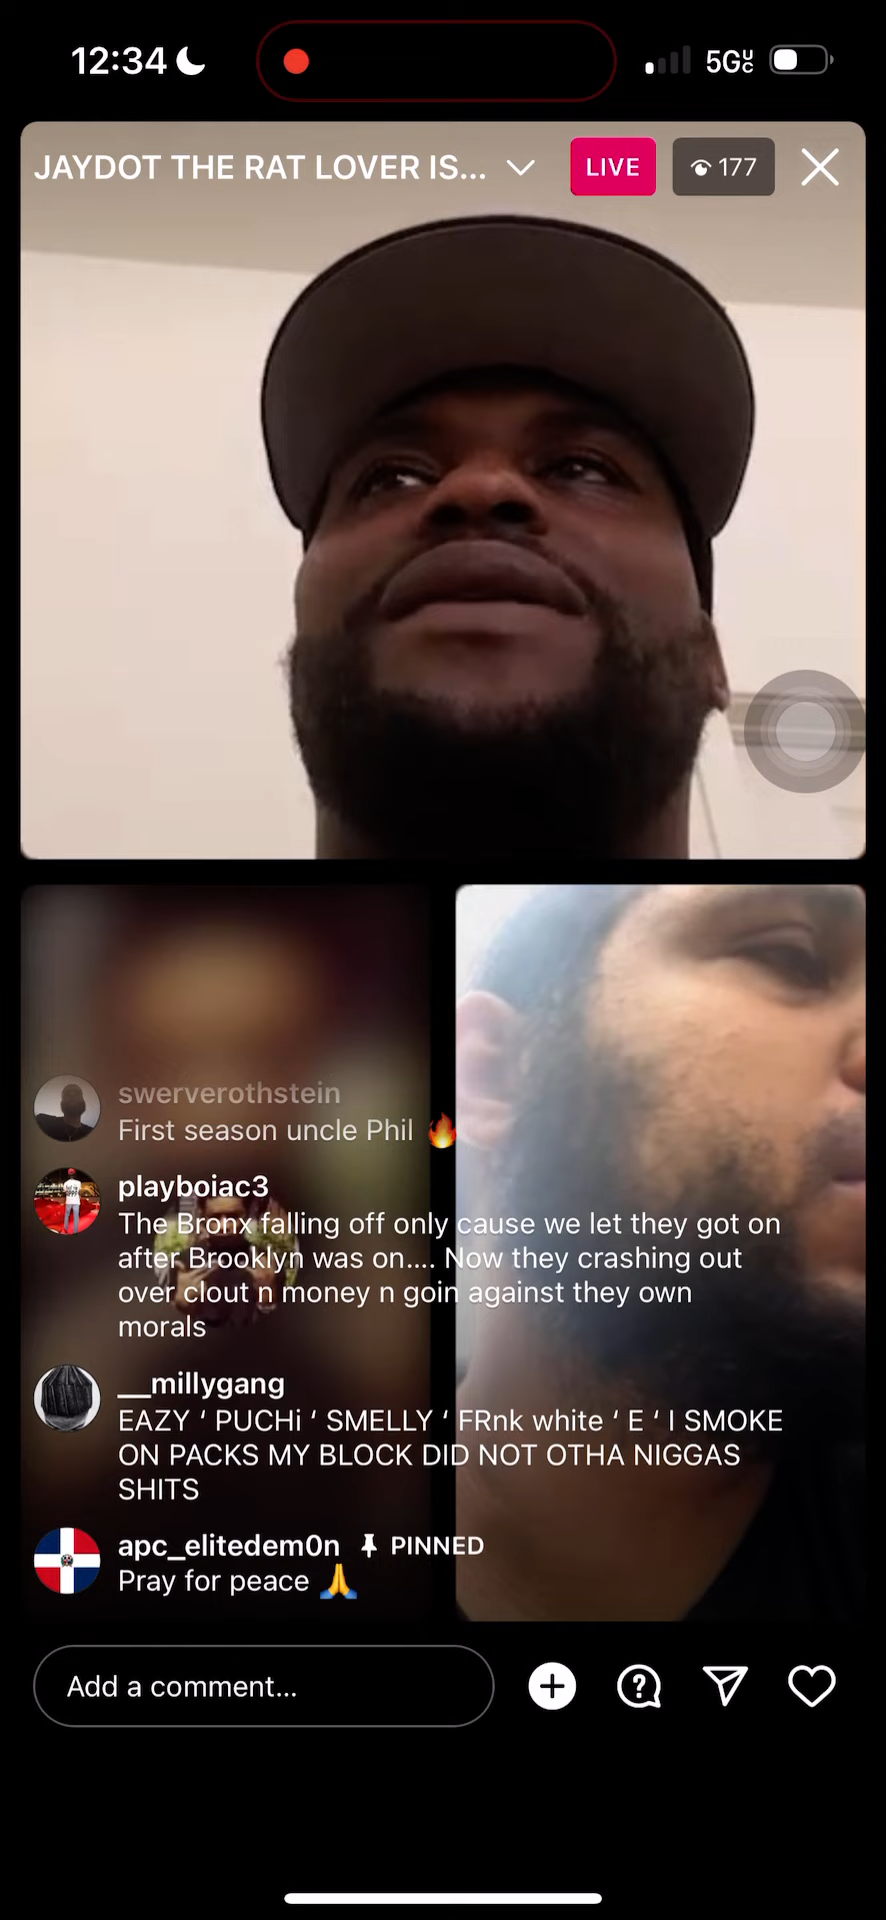 12:34
5GUC
JAYDOT THE RAT LOVER IS...
LIVE
177
swerverothstein
First season uncle Phil 🔥
playboiac3
The Bronx falling off only cause we let they got on
after Brooklyn was on.... Now they crashing out
over clout n money n goin against they own
morals
__millygang
EAZY ‘ PUCHi ‘ SMELLY ‘ FRnk white ‘ E ‘ I SMOKE
ON PACKS MY BLOCK DID NOT OTHA NIGGAS
SHITS
apc_elitedem0n PINNED
Pray for peace 🙏
Add a comment...